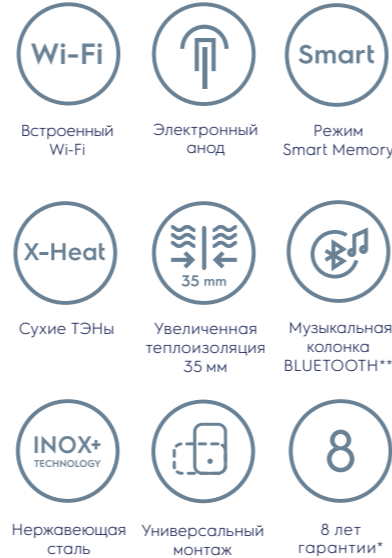 Wi-Fi
Smart
Встроенный
Wi-Fi
Электронный
анод
Режим
Smart Memory
X-Heat
35 mm
Сухие ТЭНы
Увеличенная
теплоизоляция
35 мм
Музыкальная
колонка
BLUETOOTH**
INOX+
TECHNOLOGY
8
Нержавеющая
сталь
Универсальный
монтаж
8 лет
гарантии*